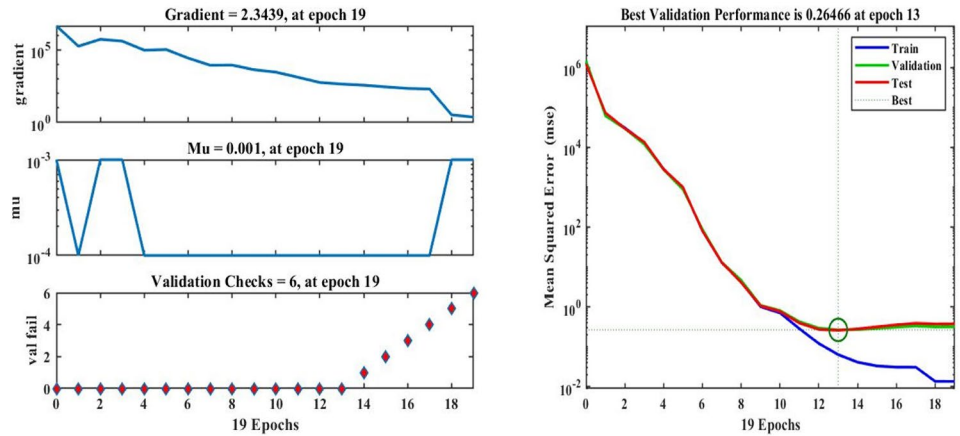 Gradient = 2.3439, at epoch 19
gradient
10^5
10^0
Mu = 0.001, at epoch 19
mu
10^-3
10^-4
Validation Checks = 6, at epoch 19
val fail
6
4
2
0
0 2 4 6 8 10 12 14 16 18
19 Epochs
Best Validation Performance is 0.26466 at epoch 13
Mean Squared Error (mse)
10^6
10^4
10^2
10^0
10^-2
Train
Validation
Test
Best
0 2 4 6 8 10 12 14 16 18
19 Epochs